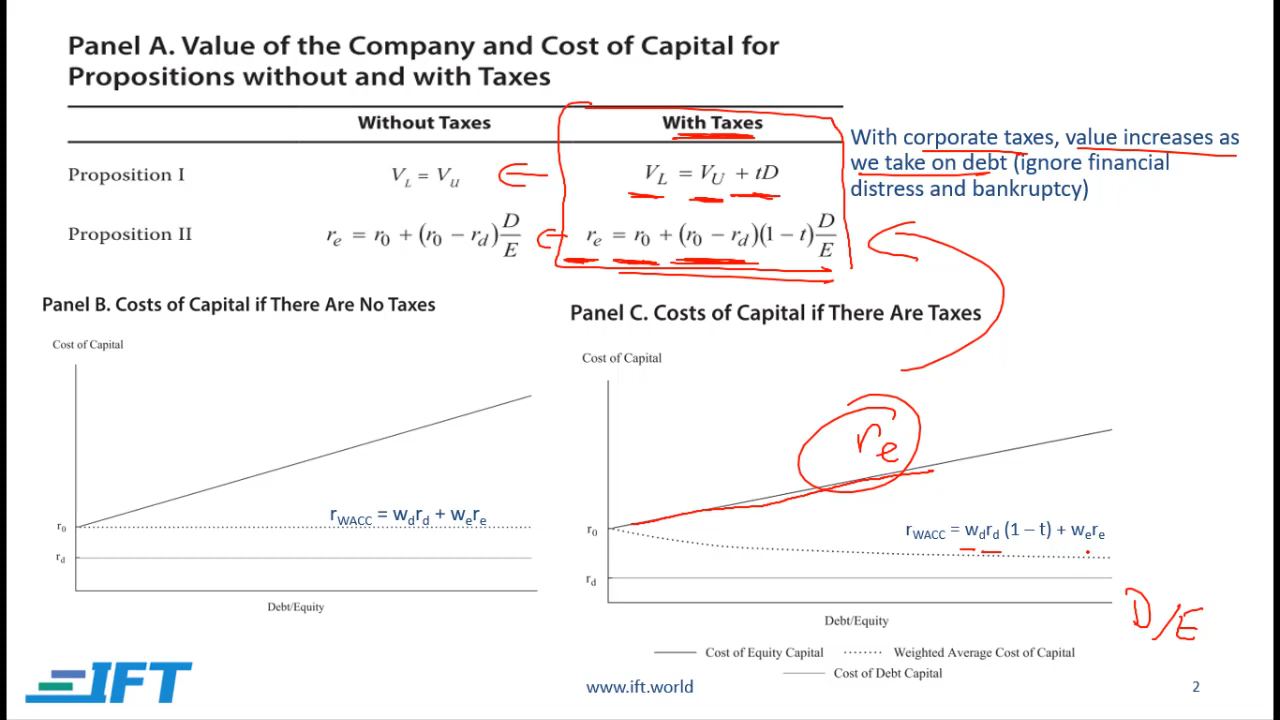 Panel A. Value of the Company and Cost of Capital for
Propositions without and with Taxes
Without Taxes
With Taxes
Proposition I
V_L = V_U
V_L = V_U + tD
Proposition II
r_e = r_0 + (r_0 − r_d) D/E
r_e = r_0 + (r_0 − r_d)(1 − t) D/E
With corporate taxes, value increases as
we take on debt (ignore financial
distress and bankruptcy)
Panel B. Costs of Capital if There Are No Taxes
Cost of Capital
r_WACC = w_d r_d + w_e r_e
r_0
r_d
Debt/Equity
Panel C. Costs of Capital if There Are Taxes
Cost of Capital
r_e
r_WACC = w_d r_d (1 − t) + w_e r_e
r_0
r_d
D/E
Debt/Equity
Cost of Equity Capital
Weighted Average Cost of Capital
Cost of Debt Capital
IFT
www.ift.world
2